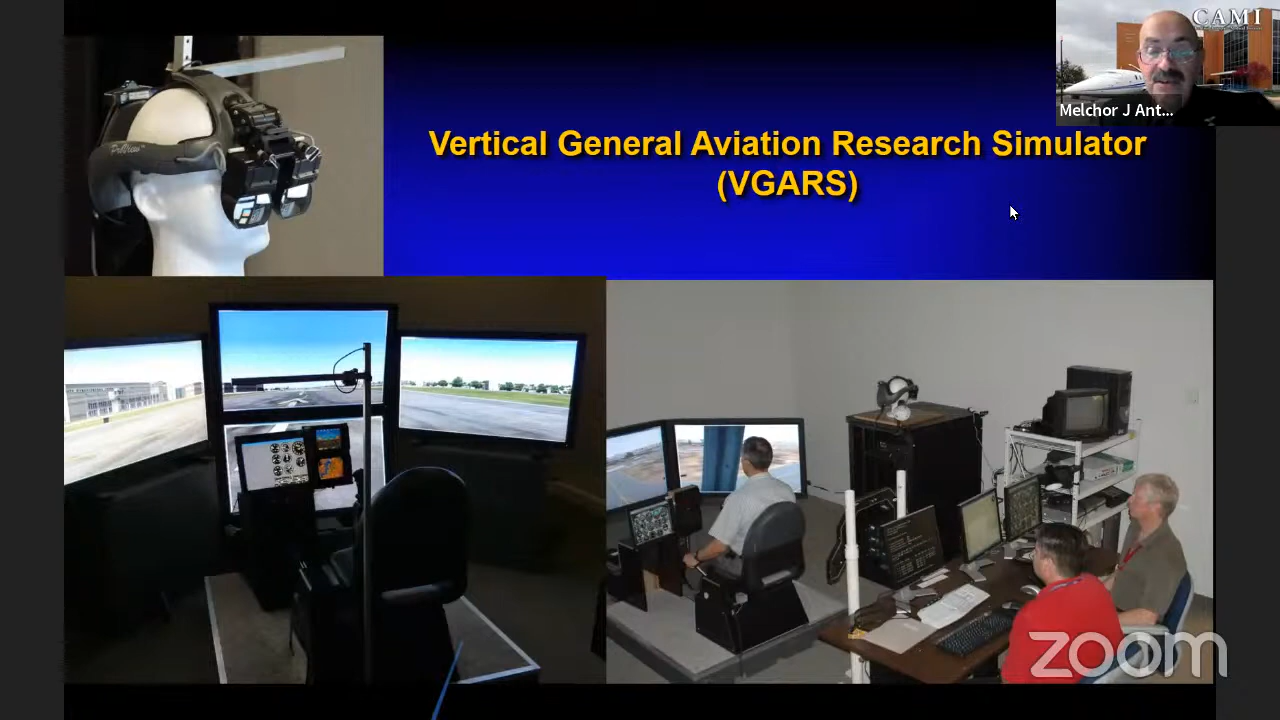 CAMI
Melchor J Ant...
Vertical General Aviation Research Simulator
(VGARS)
zoom